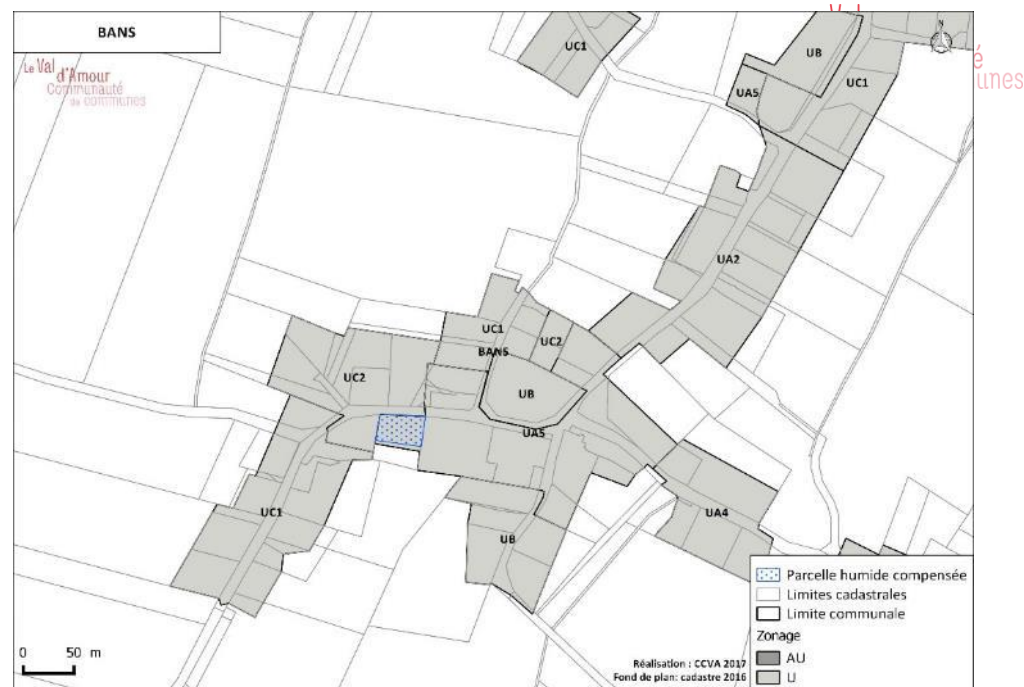 BANS
Le Val
d'Amour
Communauté
de communes
UC1
UB
UA5
UC1
N
é
unes
UA2
UC1
BANS
UC2
UC2
UB
UA5
UC1
UB
UA4
Parcelle humide compensée
Limites cadastrales
Limite communale
Zonage
AU
U
0 50 m
Réalisation : CCVA 2017
Fond de plan: cadastre 2016